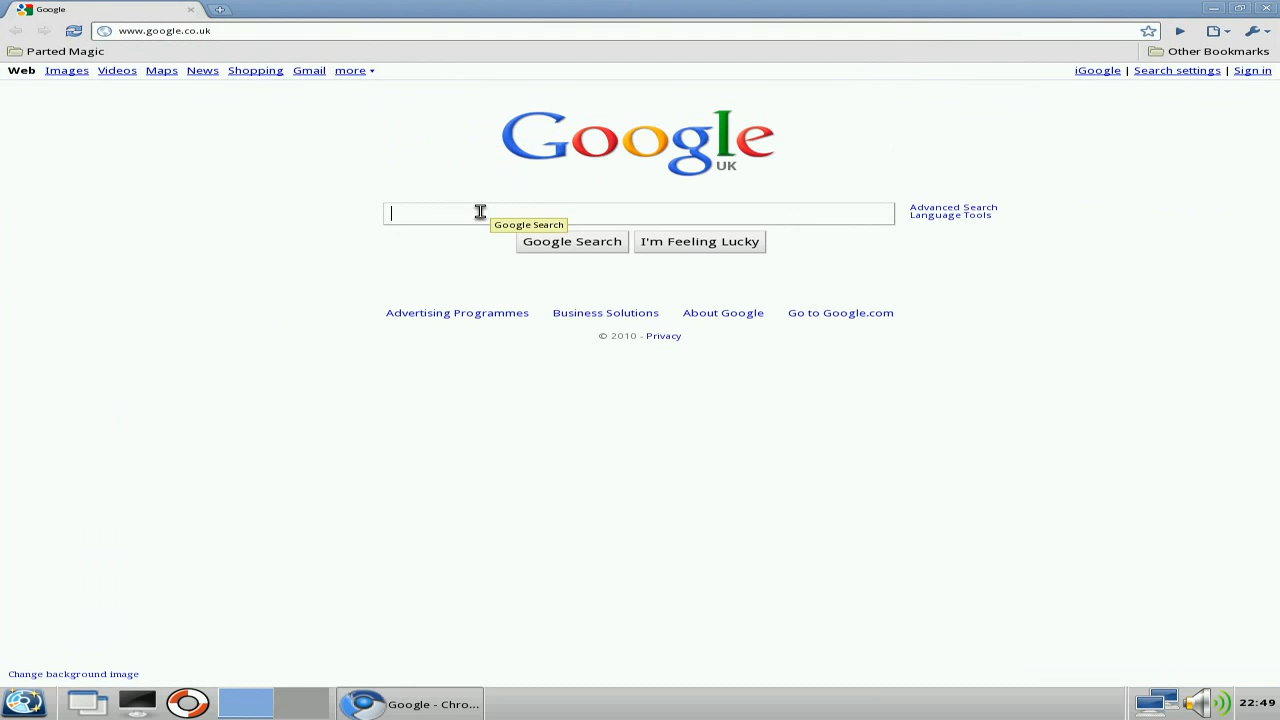 Google
www.google.co.uk
Parted Magic
Other Bookmarks
Web Images Videos Maps News Shopping Gmail more
iGoogle | Search settings | Sign in
Google
UK
Advanced Search
Language Tools
Google Search
Google Search
I'm Feeling Lucky
Advertising Programmes
Business Solutions
About Google
Go to Google.com
© 2010 - Privacy
Change background image
Google - Chro...
22:49